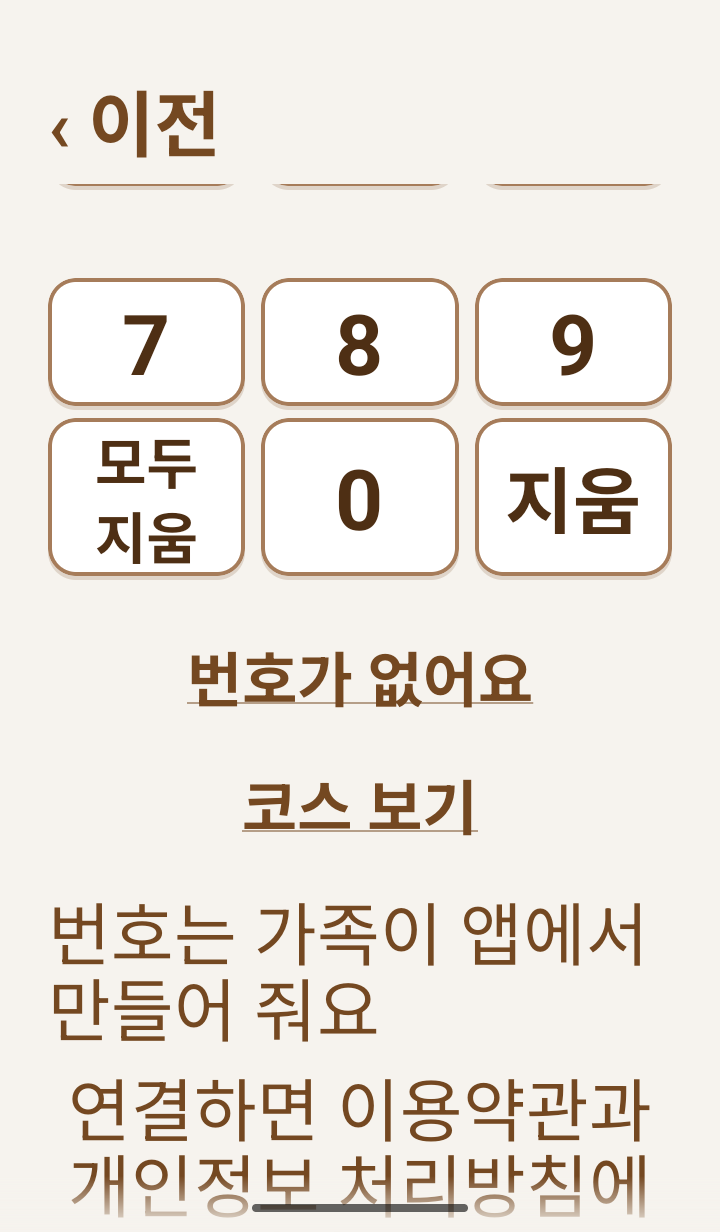 ‹ 이전
7 8 9
모두
지움
0
지움
번호가 없어요
코스 보기
번호는 가족이 앱에서
만들어 줘요
연결하면 이용약관과
개인정보 처리방침에